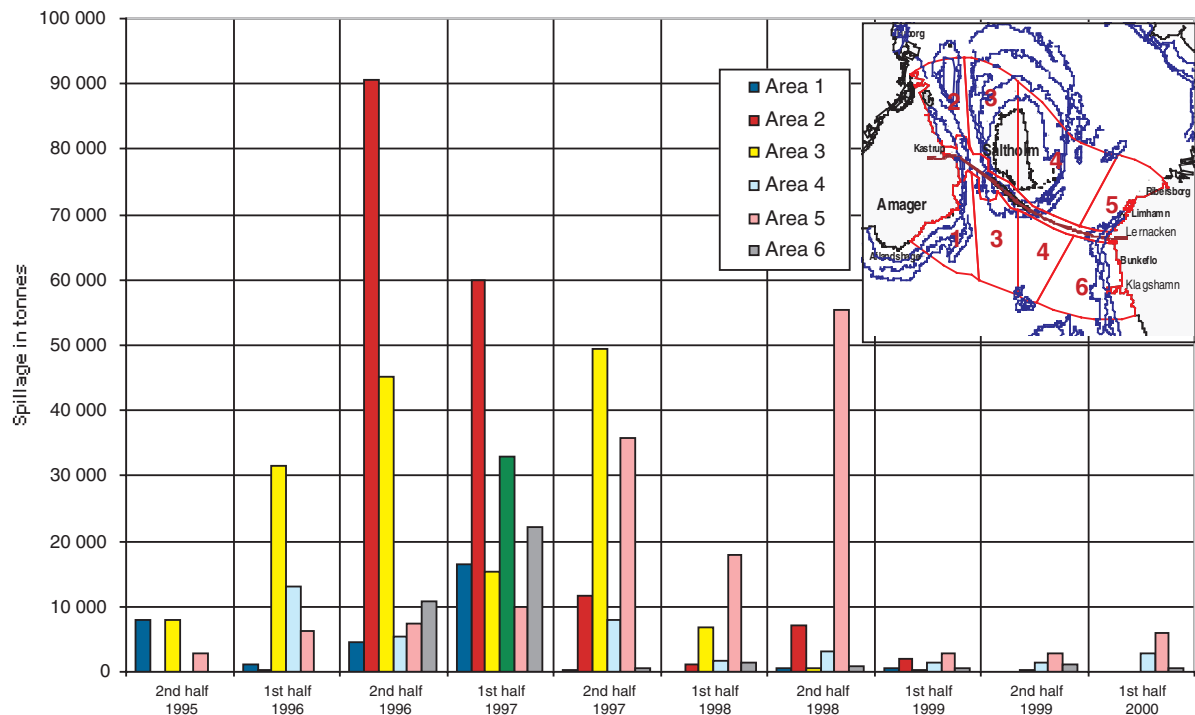 100 000
90 000
80 000
70 000
60 000
50 000
40 000
30 000
20 000
10 000
0
Spillage in tonnes
Area 1
Area 2
Area 3
Area 4
Area 5
Area 6
2
3
Kastrup
Saltholm
4
Amager
5
Bibelsborg
Limhamn
Lernacken
1
3
4
Bunkeflo
6
Klagshamn
2nd half
1995
1st half
1996
2nd half
1996
1st half
1997
2nd half
1997
1st half
1998
2nd half
1998
1st half
1999
2nd half
1999
1st half
2000